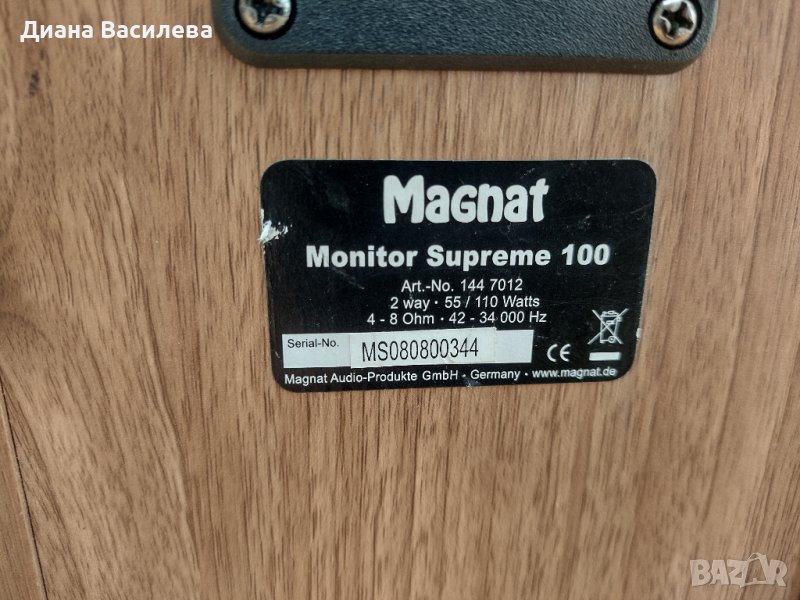 Диана Василева
Magnat
Monitor Supreme 100
Art.-No. 144 7012
2 way · 55 / 110 Watts
4 - 8 Ohm · 42 - 34 000 Hz
Serial-No. MS080800344 CE
Magnat Audio-Produkte GmbH · Germany · www.magnat.de
BAZAR